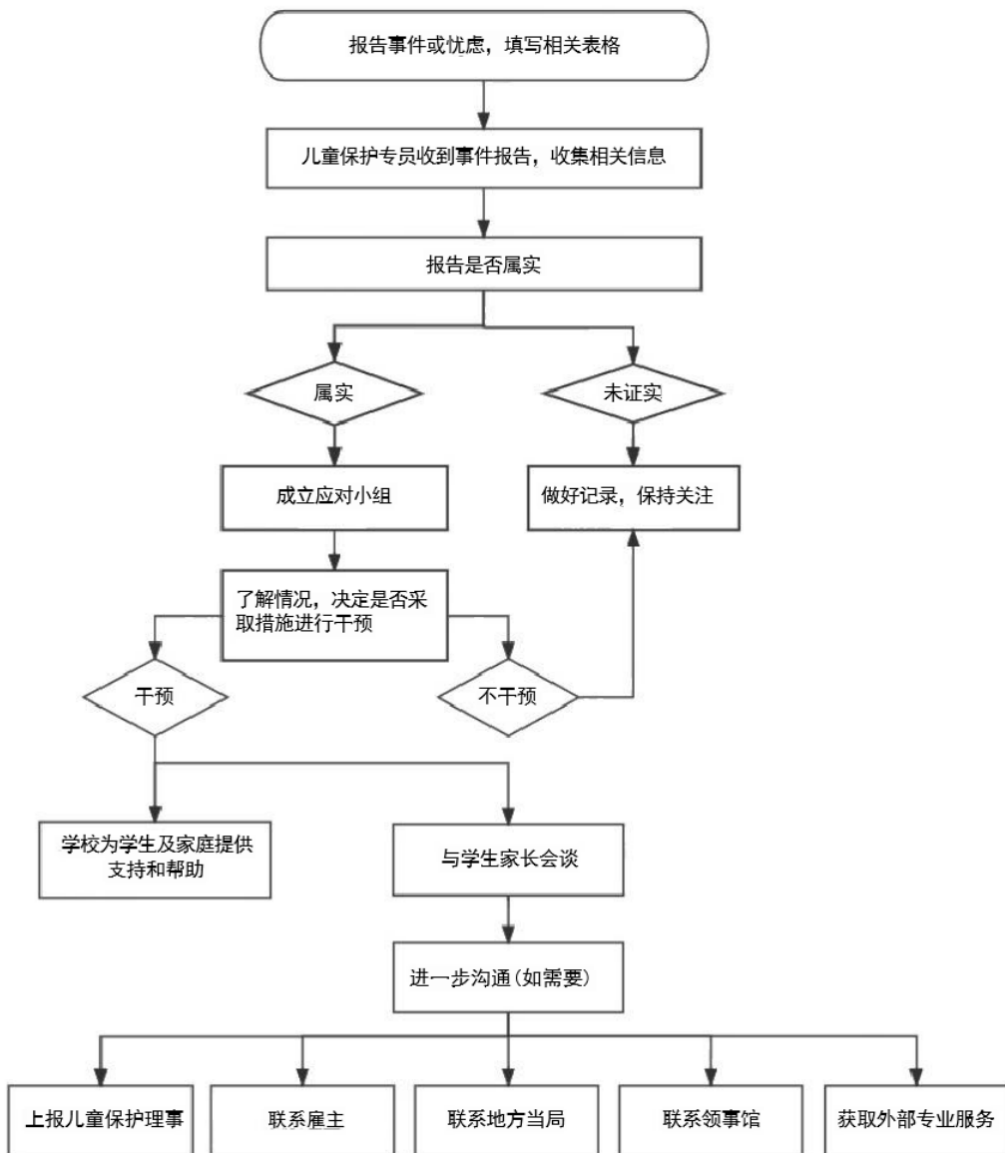 报告事件或忧虑，填写相关表格
儿童保护专员收到事件报告，收集相关信息
报告是否属实
属实
未证实
成立应对小组
做好记录，保持关注
了解情况，决定是否采
取措施进行干预
干预
不干预
学校为学生及家庭提供
支持和帮助
与学生家长会谈
进一步沟通(如需要)
上报儿童保护理事
联系雇主
联系地方当局
联系领事馆
获取外部专业服务